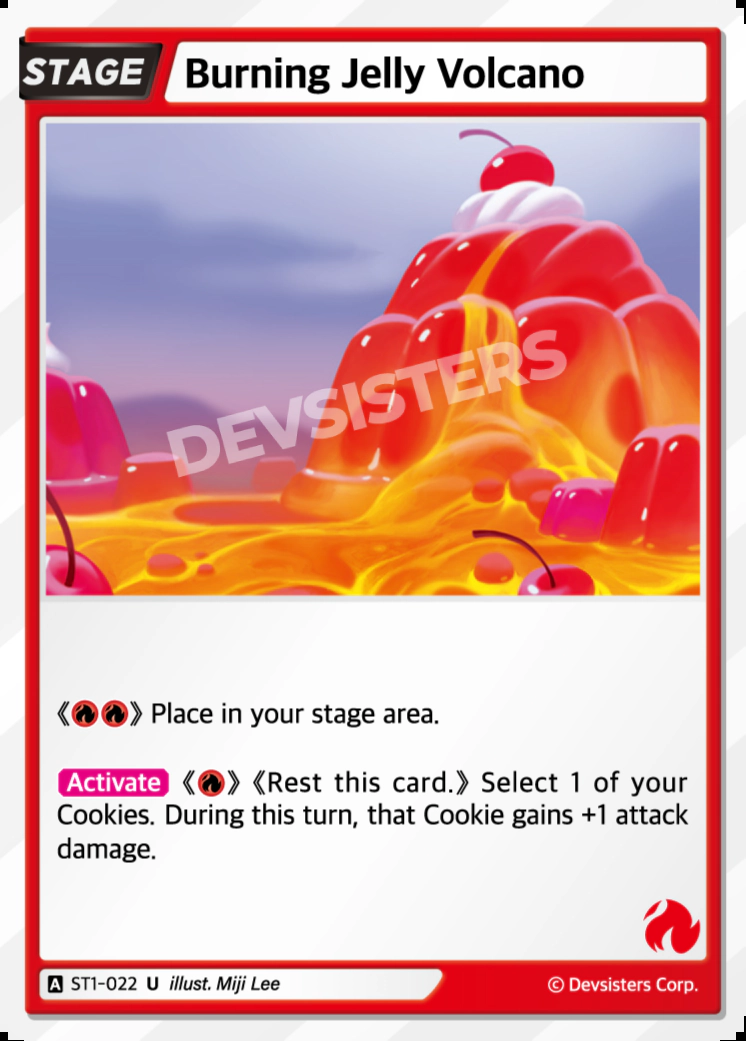 STAGE
Burning Jelly Volcano
DEVSISTERS
《》 Place in your stage area.
Activate 《》 《Rest this card.》 Select 1 of your
Cookies. During this turn, that Cookie gains +1 attack
damage.
A ST1-022 U illust. Miji Lee
© Devsisters Corp.